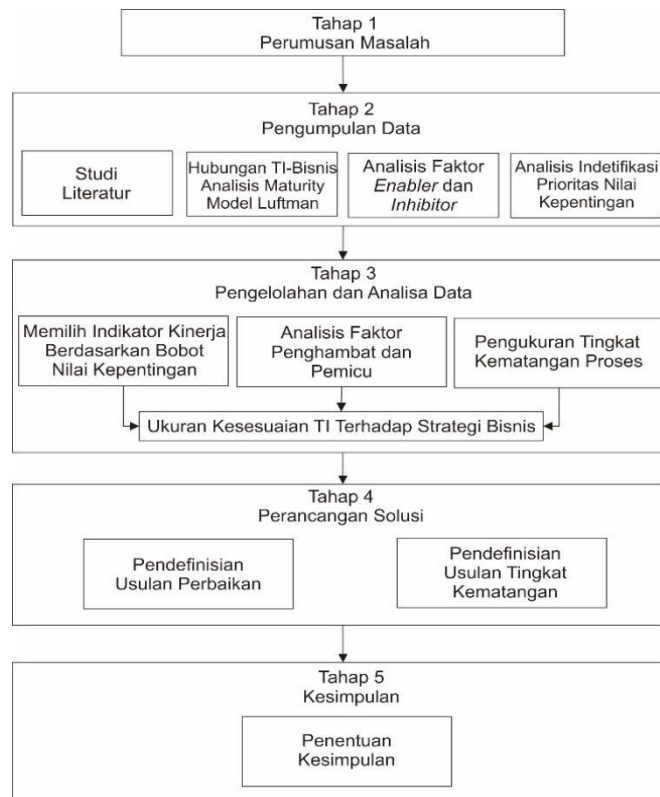 Tahap 1
Perumusan Masalah
Tahap 2
Pengumpulan Data
Studi
Literatur
Hubungan TI-Bisnis
Analisis Maturity
Model Luftman
Analisis Faktor
Enabler dan
Inhibitor
Analisis Indetifikasi
Prioritas Nilai
Kepentingan
Tahap 3
Pengelolahan dan Analisa Data
Memilih Indikator Kinerja
Berdasarkan Bobot
Nilai Kepentingan
Analisis Faktor
Penghambat dan
Pemicu
Pengukuran Tingkat
Kematangan Proses
Ukuran Kesesuaian TI Terhadap Strategi Bisnis
Tahap 4
Perancangan Solusi
Pendefinisian
Usulan Perbaikan
Pendefinisian
Usulan Tingkat
Kematangan
Tahap 5
Kesimpulan
Penentuan
Kesimpulan